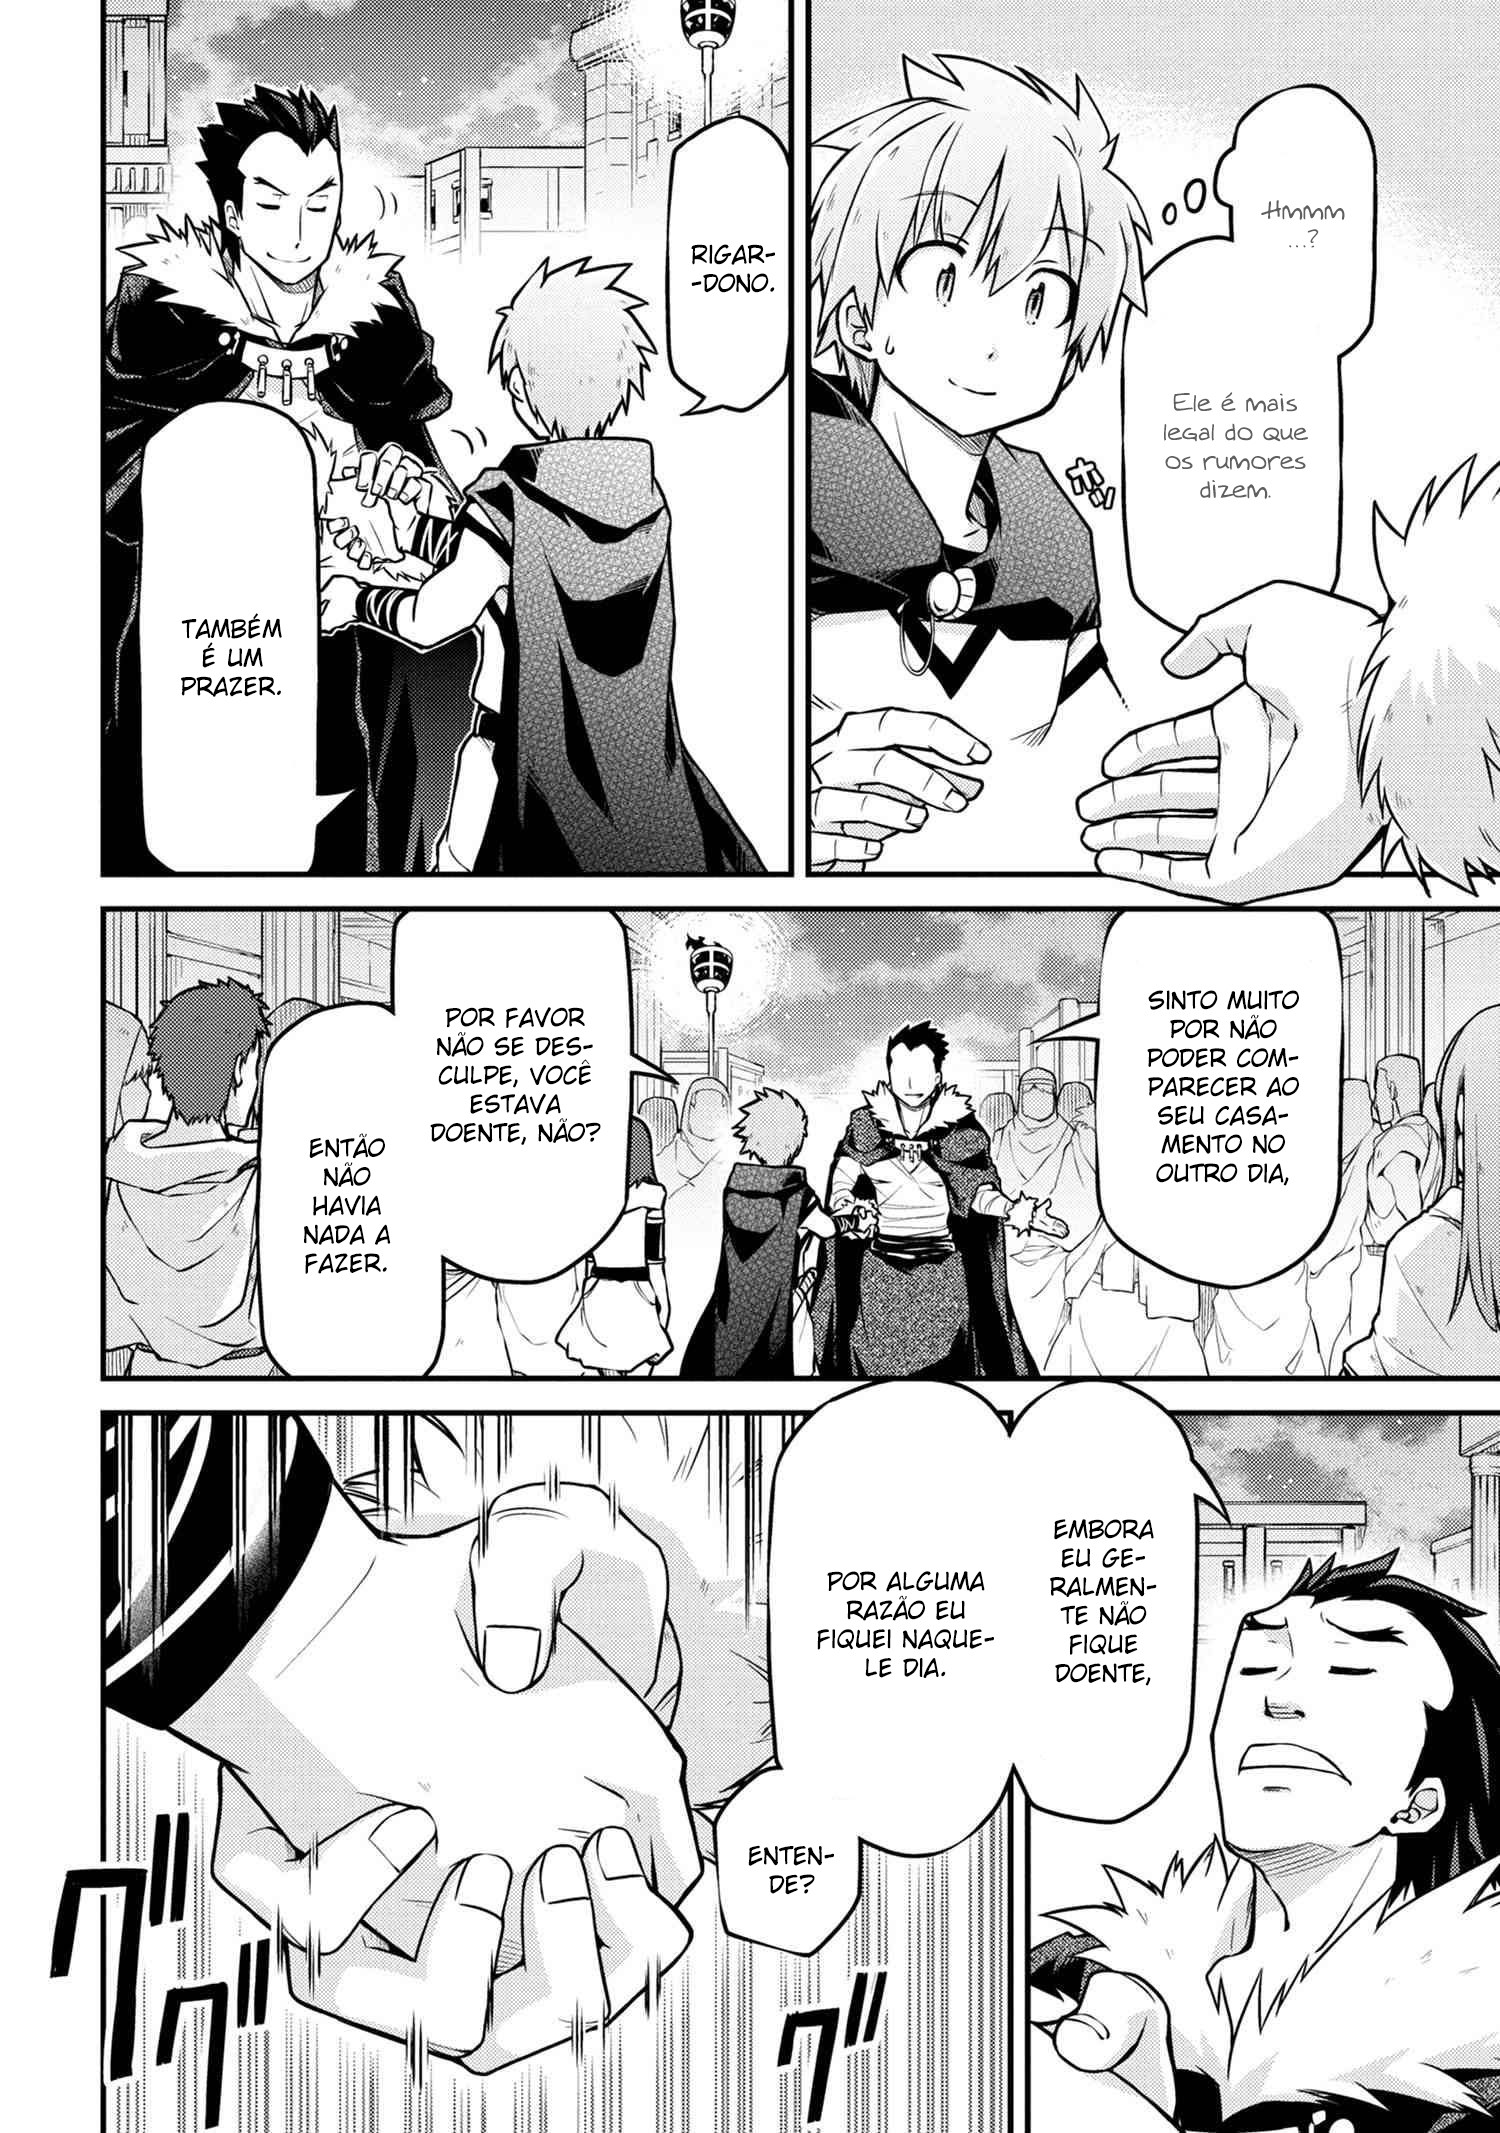 Hmmm
...?
Ele é mais
legal do que
os rumores
dizem.
ホッ
RIGAR-
-DONO.
TAMBÉM
É UM
PRAZER.
SINTO MUITO
POR NÃO
PODER COM-
PARECER AO
SEU CASA-
MENTO NO
OUTRO DIA,
POR FAVOR
NÃO SE DES-
CULPE, VOCÊ
ESTAVA
DOENTE, NÃO?
ENTÃO
NÃO
HAVIA
NADA A
FAZER.
EMBORA
EU GE-
RALMEN-
TE NÃO
FIQUE
DOENTE,
POR ALGUMA
RAZÃO EU
FIQUEI NAQUE-
LE DIA.
ENTEN-
DE?
ググッ
ググッ